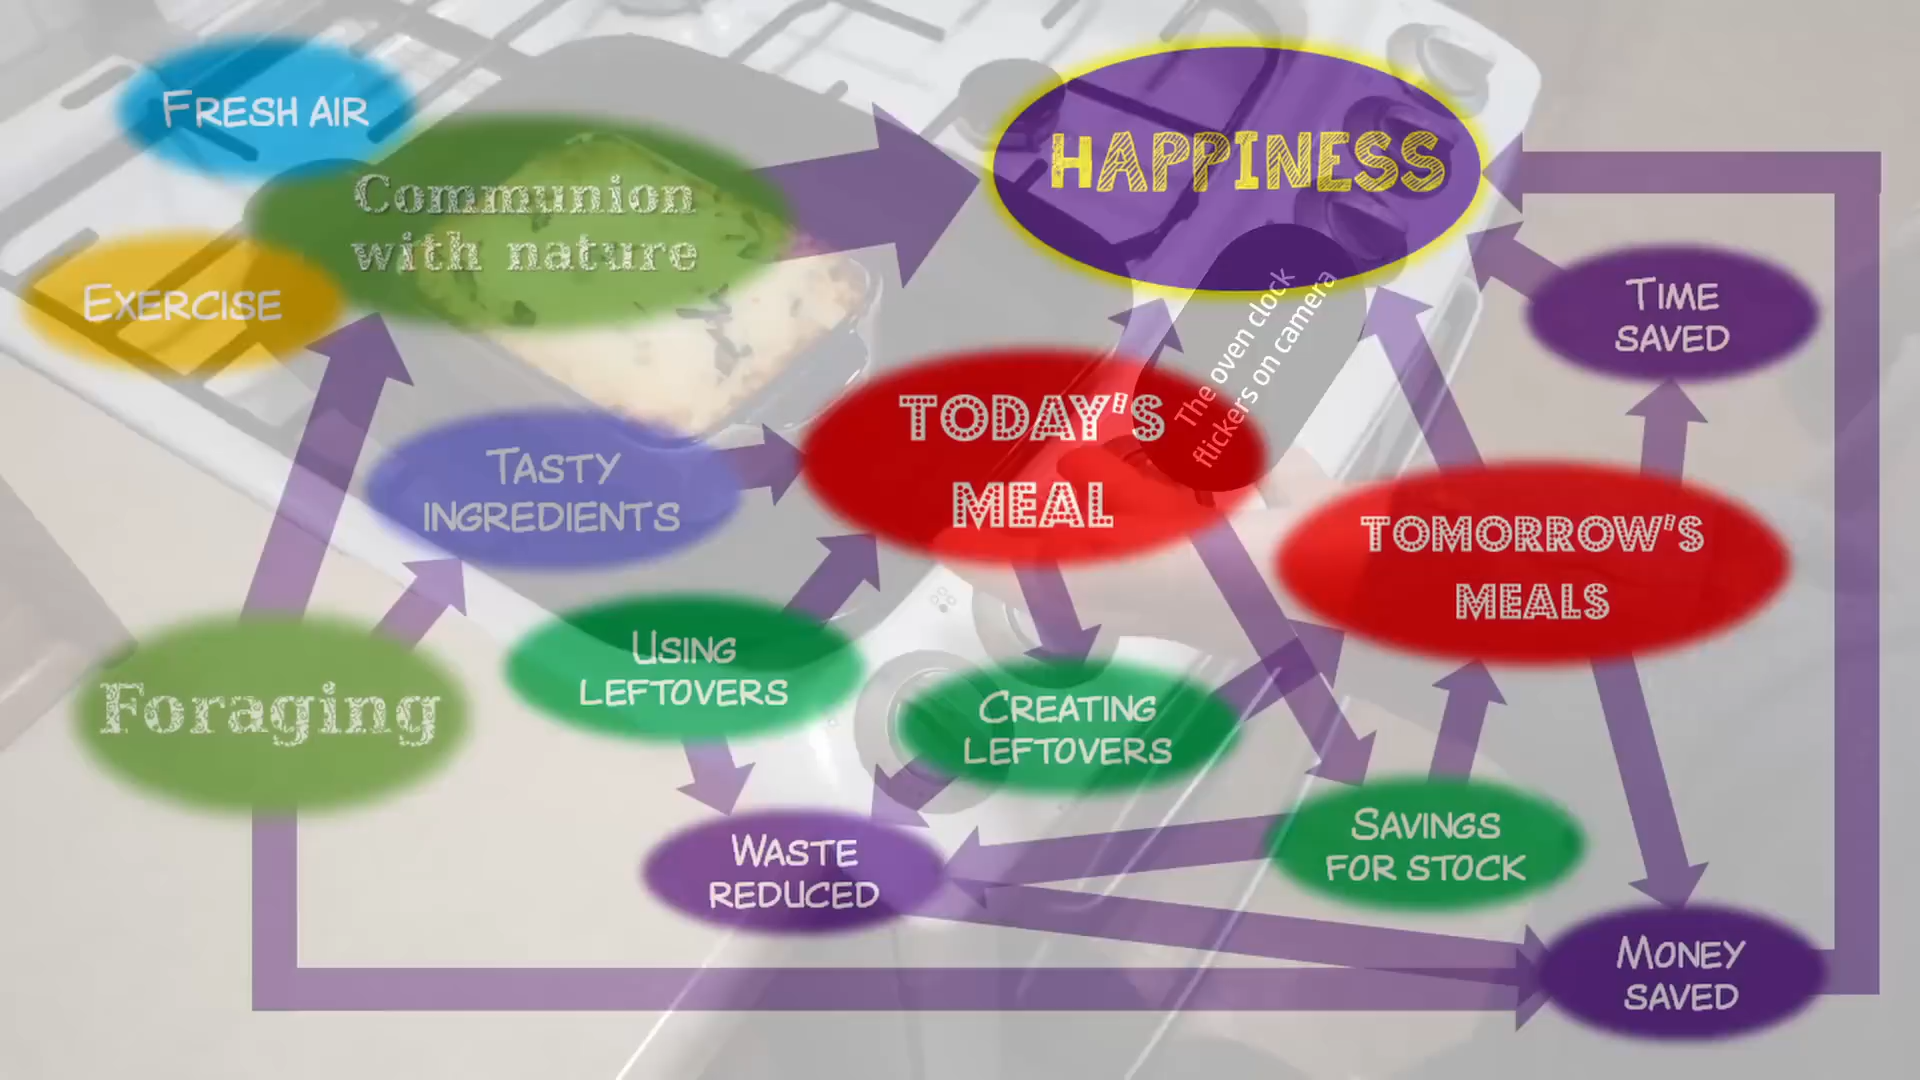 FRESH AIR
Communion
with nature
EXERCISE
HAPPINESS
TIME
SAVED
The oven clock
flickers on camera
TODAY'S
MEAL
TASTY
INGREDIENTS
TOMORROW'S
MEALS
USING
LEFTOVERS
Foraging
CREATING
LEFTOVERS
WASTE
REDUCED
SAVINGS
FOR STOCK
MONEY
SAVED